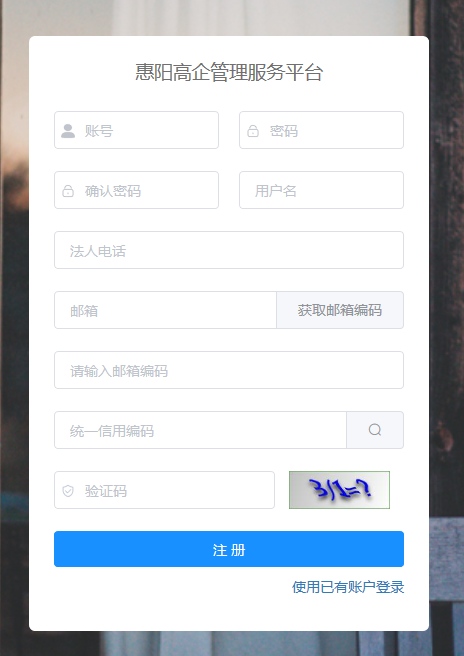 惠阳高企管理服务平台
账号
密码
确认密码
用户名
法人电话
邮箱
获取邮箱编码
请输入邮箱编码
统一信用编码
验证码
3/1=?
注 册
使用已有账户登录